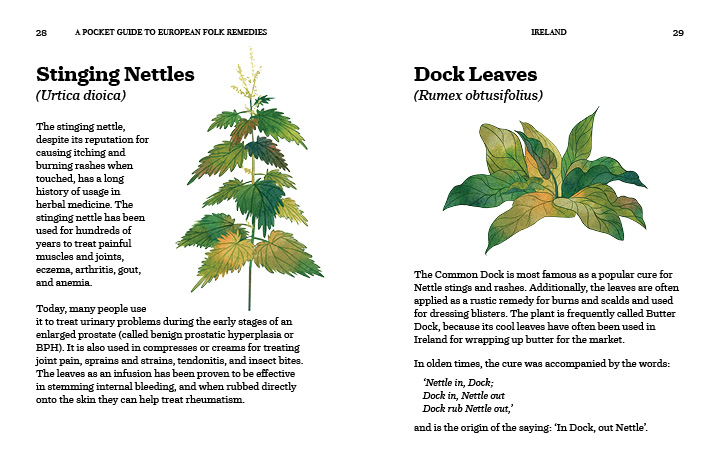 28 A POCKET GUIDE TO EUROPEAN FOLK REMEDIES
Stinging Nettles
(Urtica dioica)
The stinging nettle,
despite its reputation for
causing itching and
burning rashes when
touched, has a long
history of usage in
herbal medicine. The
stinging nettle has been
used for hundreds of
years to treat painful
muscles and joints,
eczema, arthritis, gout,
and anemia.
Today, many people use
it to treat urinary problems during the early stages of an
enlarged prostate (called benign prostatic hyperplasia or
BPH). It is also used in compresses or creams for treating
joint pain, sprains and strains, tendonitis, and insect bites.
The leaves as an infusion has been proven to be effective
in stemming internal bleeding, and when rubbed directly
onto the skin they can help treat rheumatism.
IRELAND 29
Dock Leaves
(Rumex obtusifolius)
The Common Dock is most famous as a popular cure for
Nettle stings and rashes. Additionally, the leaves are often
applied as a rustic remedy for burns and scalds and used
for dressing blisters. The plant is frequently called Butter
Dock, because its cool leaves have often been used in
Ireland for wrapping up butter for the market.
In olden times, the cure was accompanied by the words:
‘Nettle in, Dock;
Dock in, Nettle out
Dock rub Nettle out,’
and is the origin of the saying: ‘In Dock, out Nettle’.